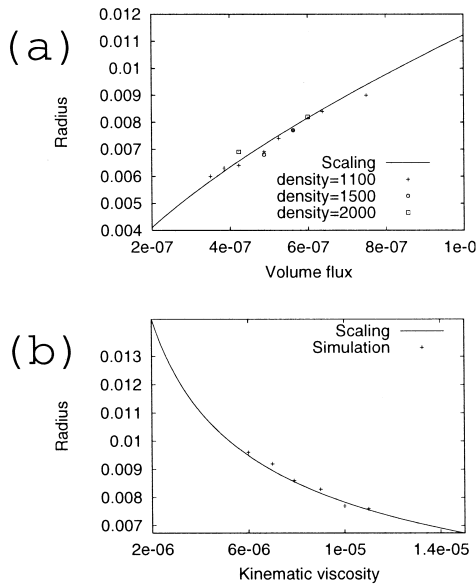 (a)
0.012
0.011
0.01
0.009
0.008
0.007
0.006
0.005
0.004
Radius
Scaling
density=1100
density=1500
density=2000
2e-07 4e-07 6e-07 8e-07 1e-0
Volume flux
(b)
Scaling
Simulation
0.013
0.012
0.011
0.01
0.009
0.008
0.007
Radius
2e-06 6e-06 1e-05 1.4e-05
Kinematic viscosity